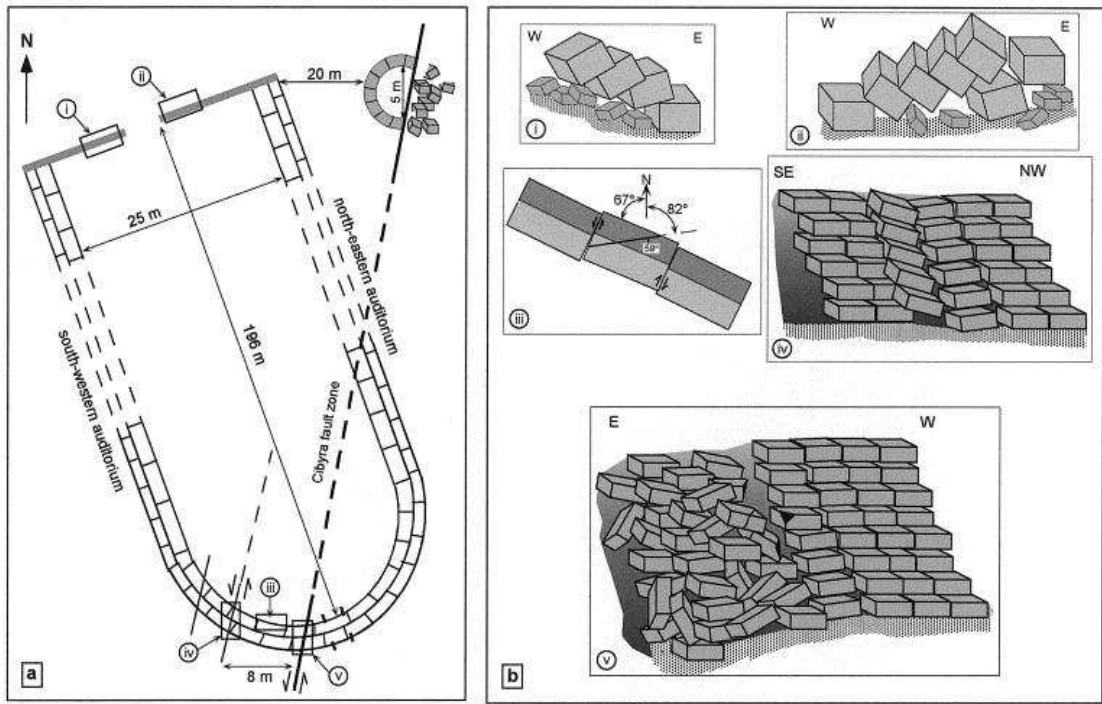 N
ii
20 m
i
5 m
25 m
north-eastern auditorium
196 m
south-western auditorium
Cibyra fault zone
iii
iv
v
8 m
a
b
W E
i
W E
ii
N
67° 82°
59°
iii
SE NW
iv
E W
v